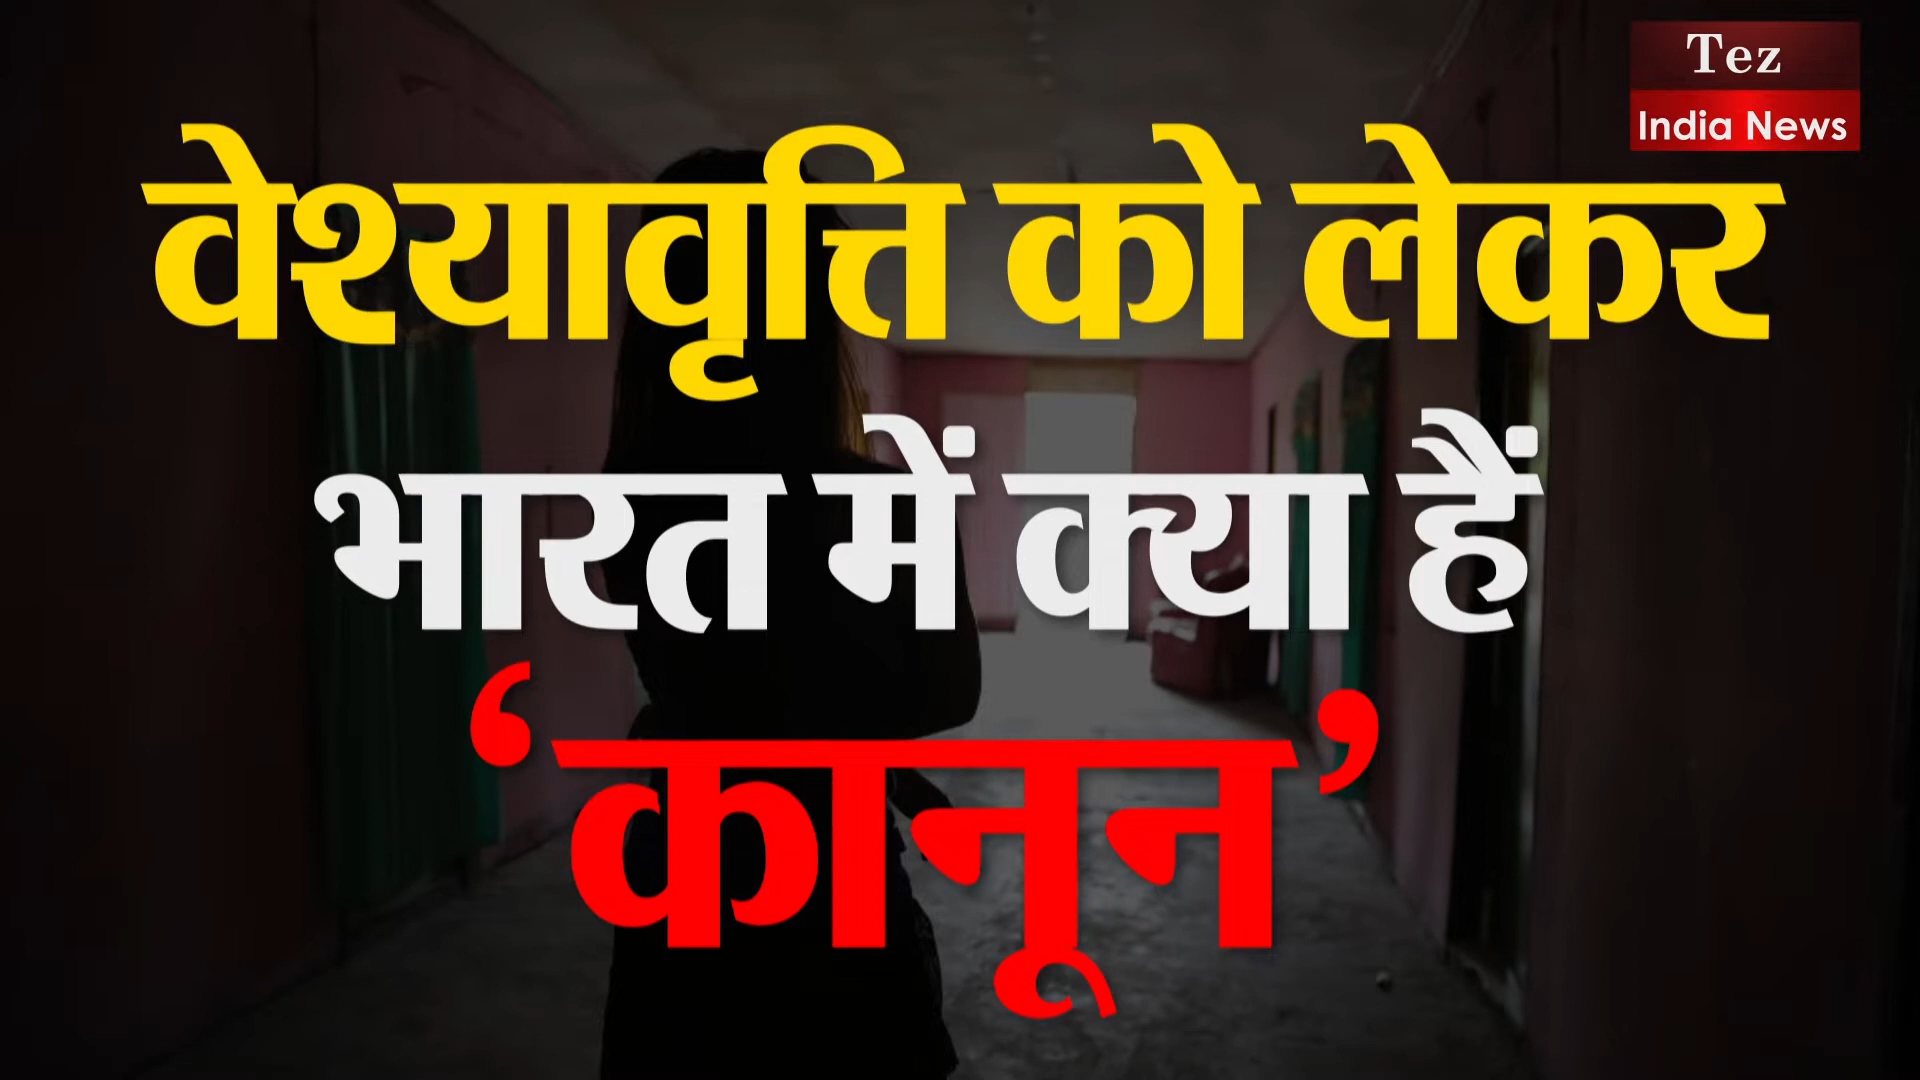 Tez
India News
वेश्यावृत्ति को लेकर
भारत में क्या हैं
‘कानून’